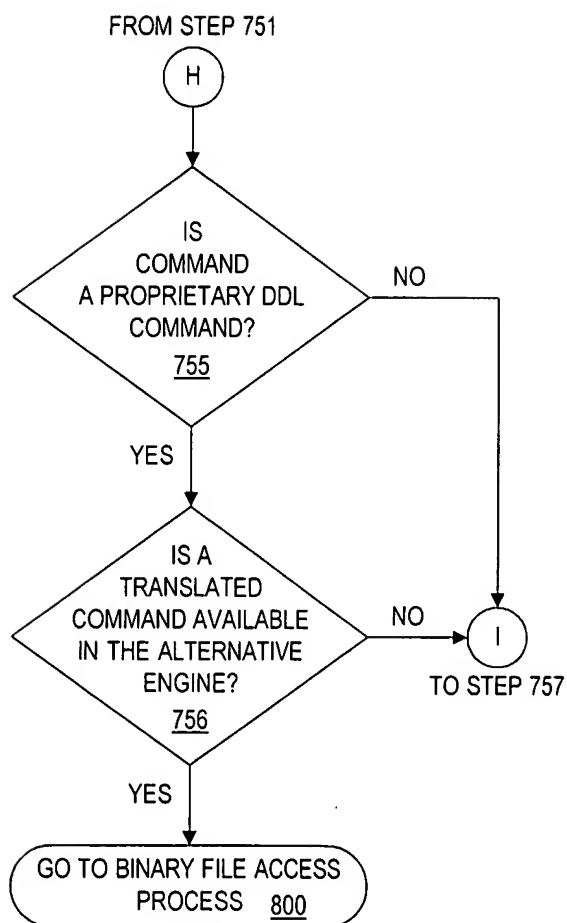 FROM STEP 751
H
IS
COMMAND
A PROPRIETARY DDL
COMMAND?
755
NO
YES
IS A
TRANSLATED
COMMAND AVAILABLE
IN THE ALTERNATIVE
ENGINE?
756
NO
I
TO STEP 757
YES
GO TO BINARY FILE ACCESS
PROCESS 800